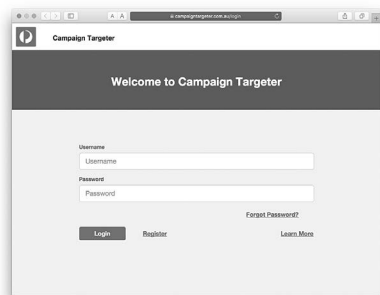 A A campaigntargeter.com.au/login
Campaign Targeter
Welcome to Campaign Targeter
Username
Username
Password
Password
Forgot Password?
Login Register Learn More